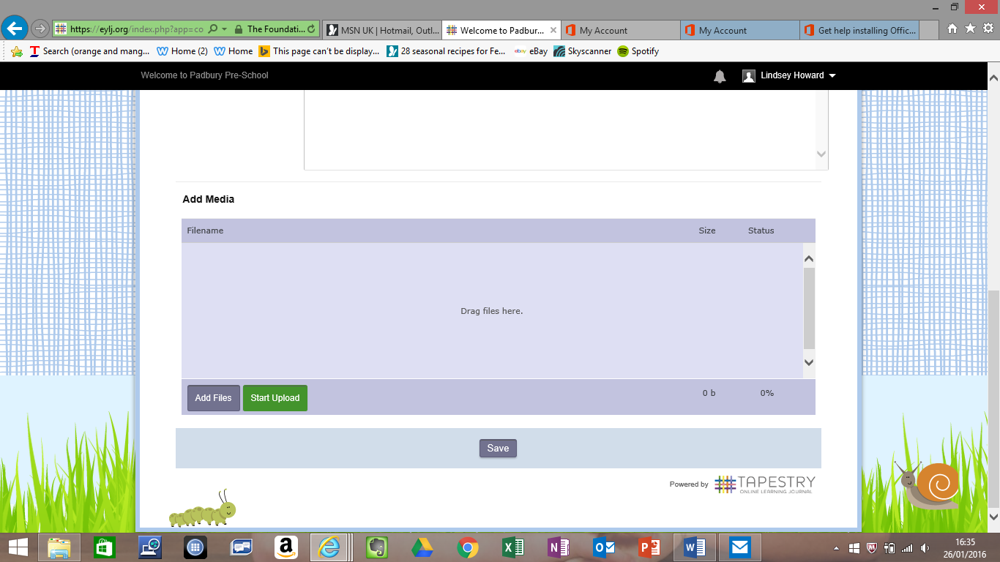 https://eylj.org/index.php?app=co
The Foundati...
MSN UK | Hotmail, Outl...
Welcome to Padbur...
My Account
My Account
Get help installing Offic...
Search (orange and mang...
Home (2)
Home
This page can't be display...
28 seasonal recipes for Fe...
ebay
eBay
Skyscanner
Spotify
Welcome to Padbury Pre-School
Lindsey Howard
Add Media
Filename Size Status
Drag files here.
Add Files
Start Upload
0 b 0%
Save
Powered by
TAPESTRY
ONLINE LEARNING JOURNAL
16:35
26/01/2016